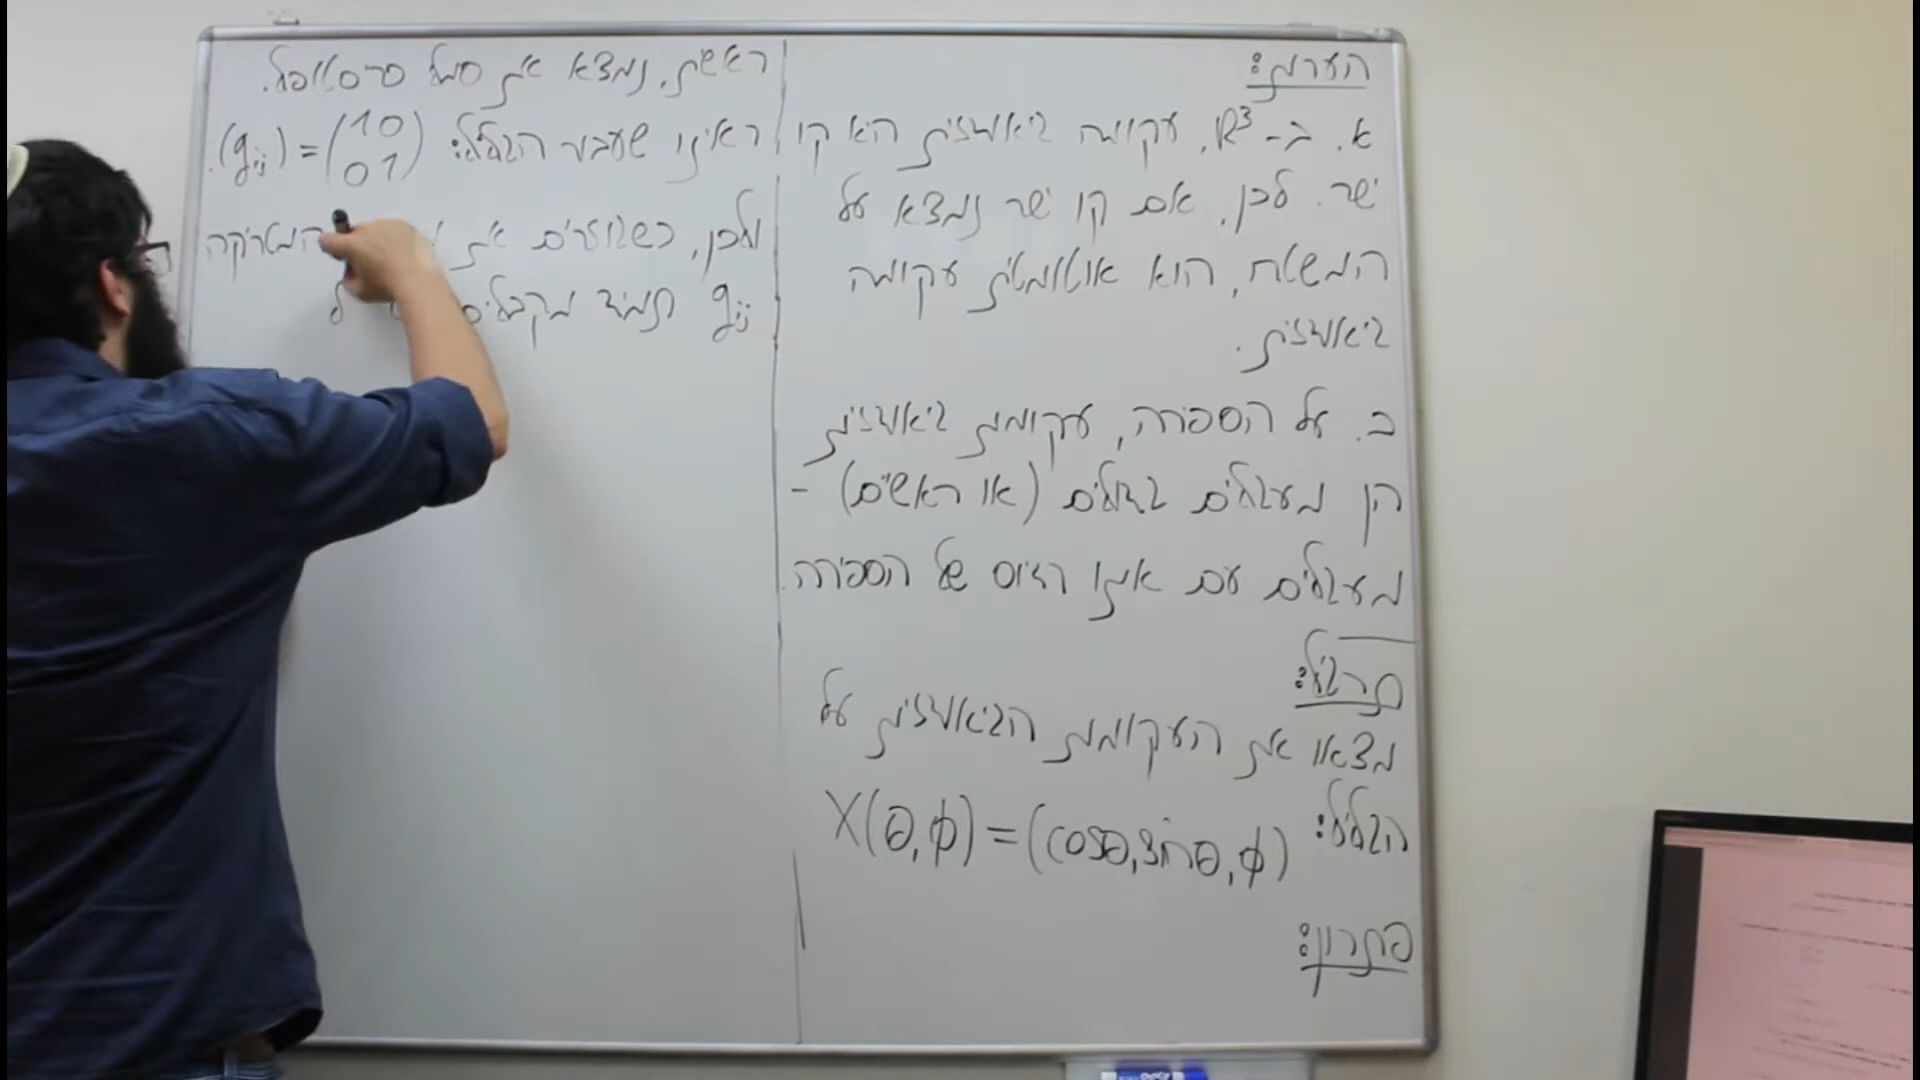 הערות:
א. ב-R³, עקומה גיאודזית היא קו
ישר. לכן, אם קו ישר נמצא על
המשטח, הוא אוטומטית עקומה
גיאודזית.
ב. על הספירה, עקומות גיאודזיות
הן מעגלים גדולים (או ראשיים) -
מעגלים עם אותו רדיוס של הספירה
תרגיל:
מצאו את העקומות הגיאודזיות על
הגליל: X(θ,φ)=(cosθ,sinθ,φ)
פתרון:
ראשית, נמצא את סמלי כריסטופל.
ראינו שעבור הגליל: (gᵢⱼ)=(1 0
0 1).
ולכן, כשגוזרים את המטריקה
gᵢⱼ תמיד מקבלים